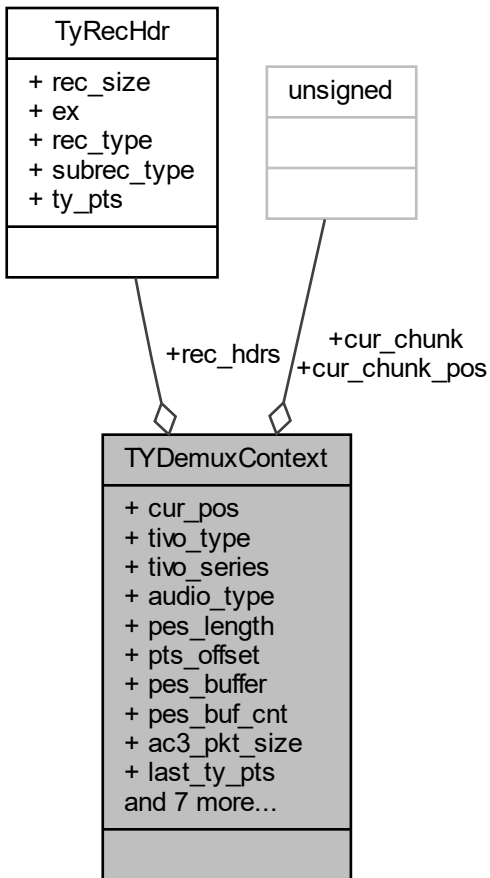 TyRecHdr
+ rec_size
+ ex
+ rec_type
+ subrec_type
+ ty_pts
unsigned
+rec_hdrs
+cur_chunk
+cur_chunk_pos
TYDemuxContext
+ cur_pos
+ tivo_type
+ tivo_series
+ audio_type
+ pes_length
+ pts_offset
+ pes_buffer
+ pes_buf_cnt
+ ac3_pkt_size
+ last_ty_pts
and 7 more...